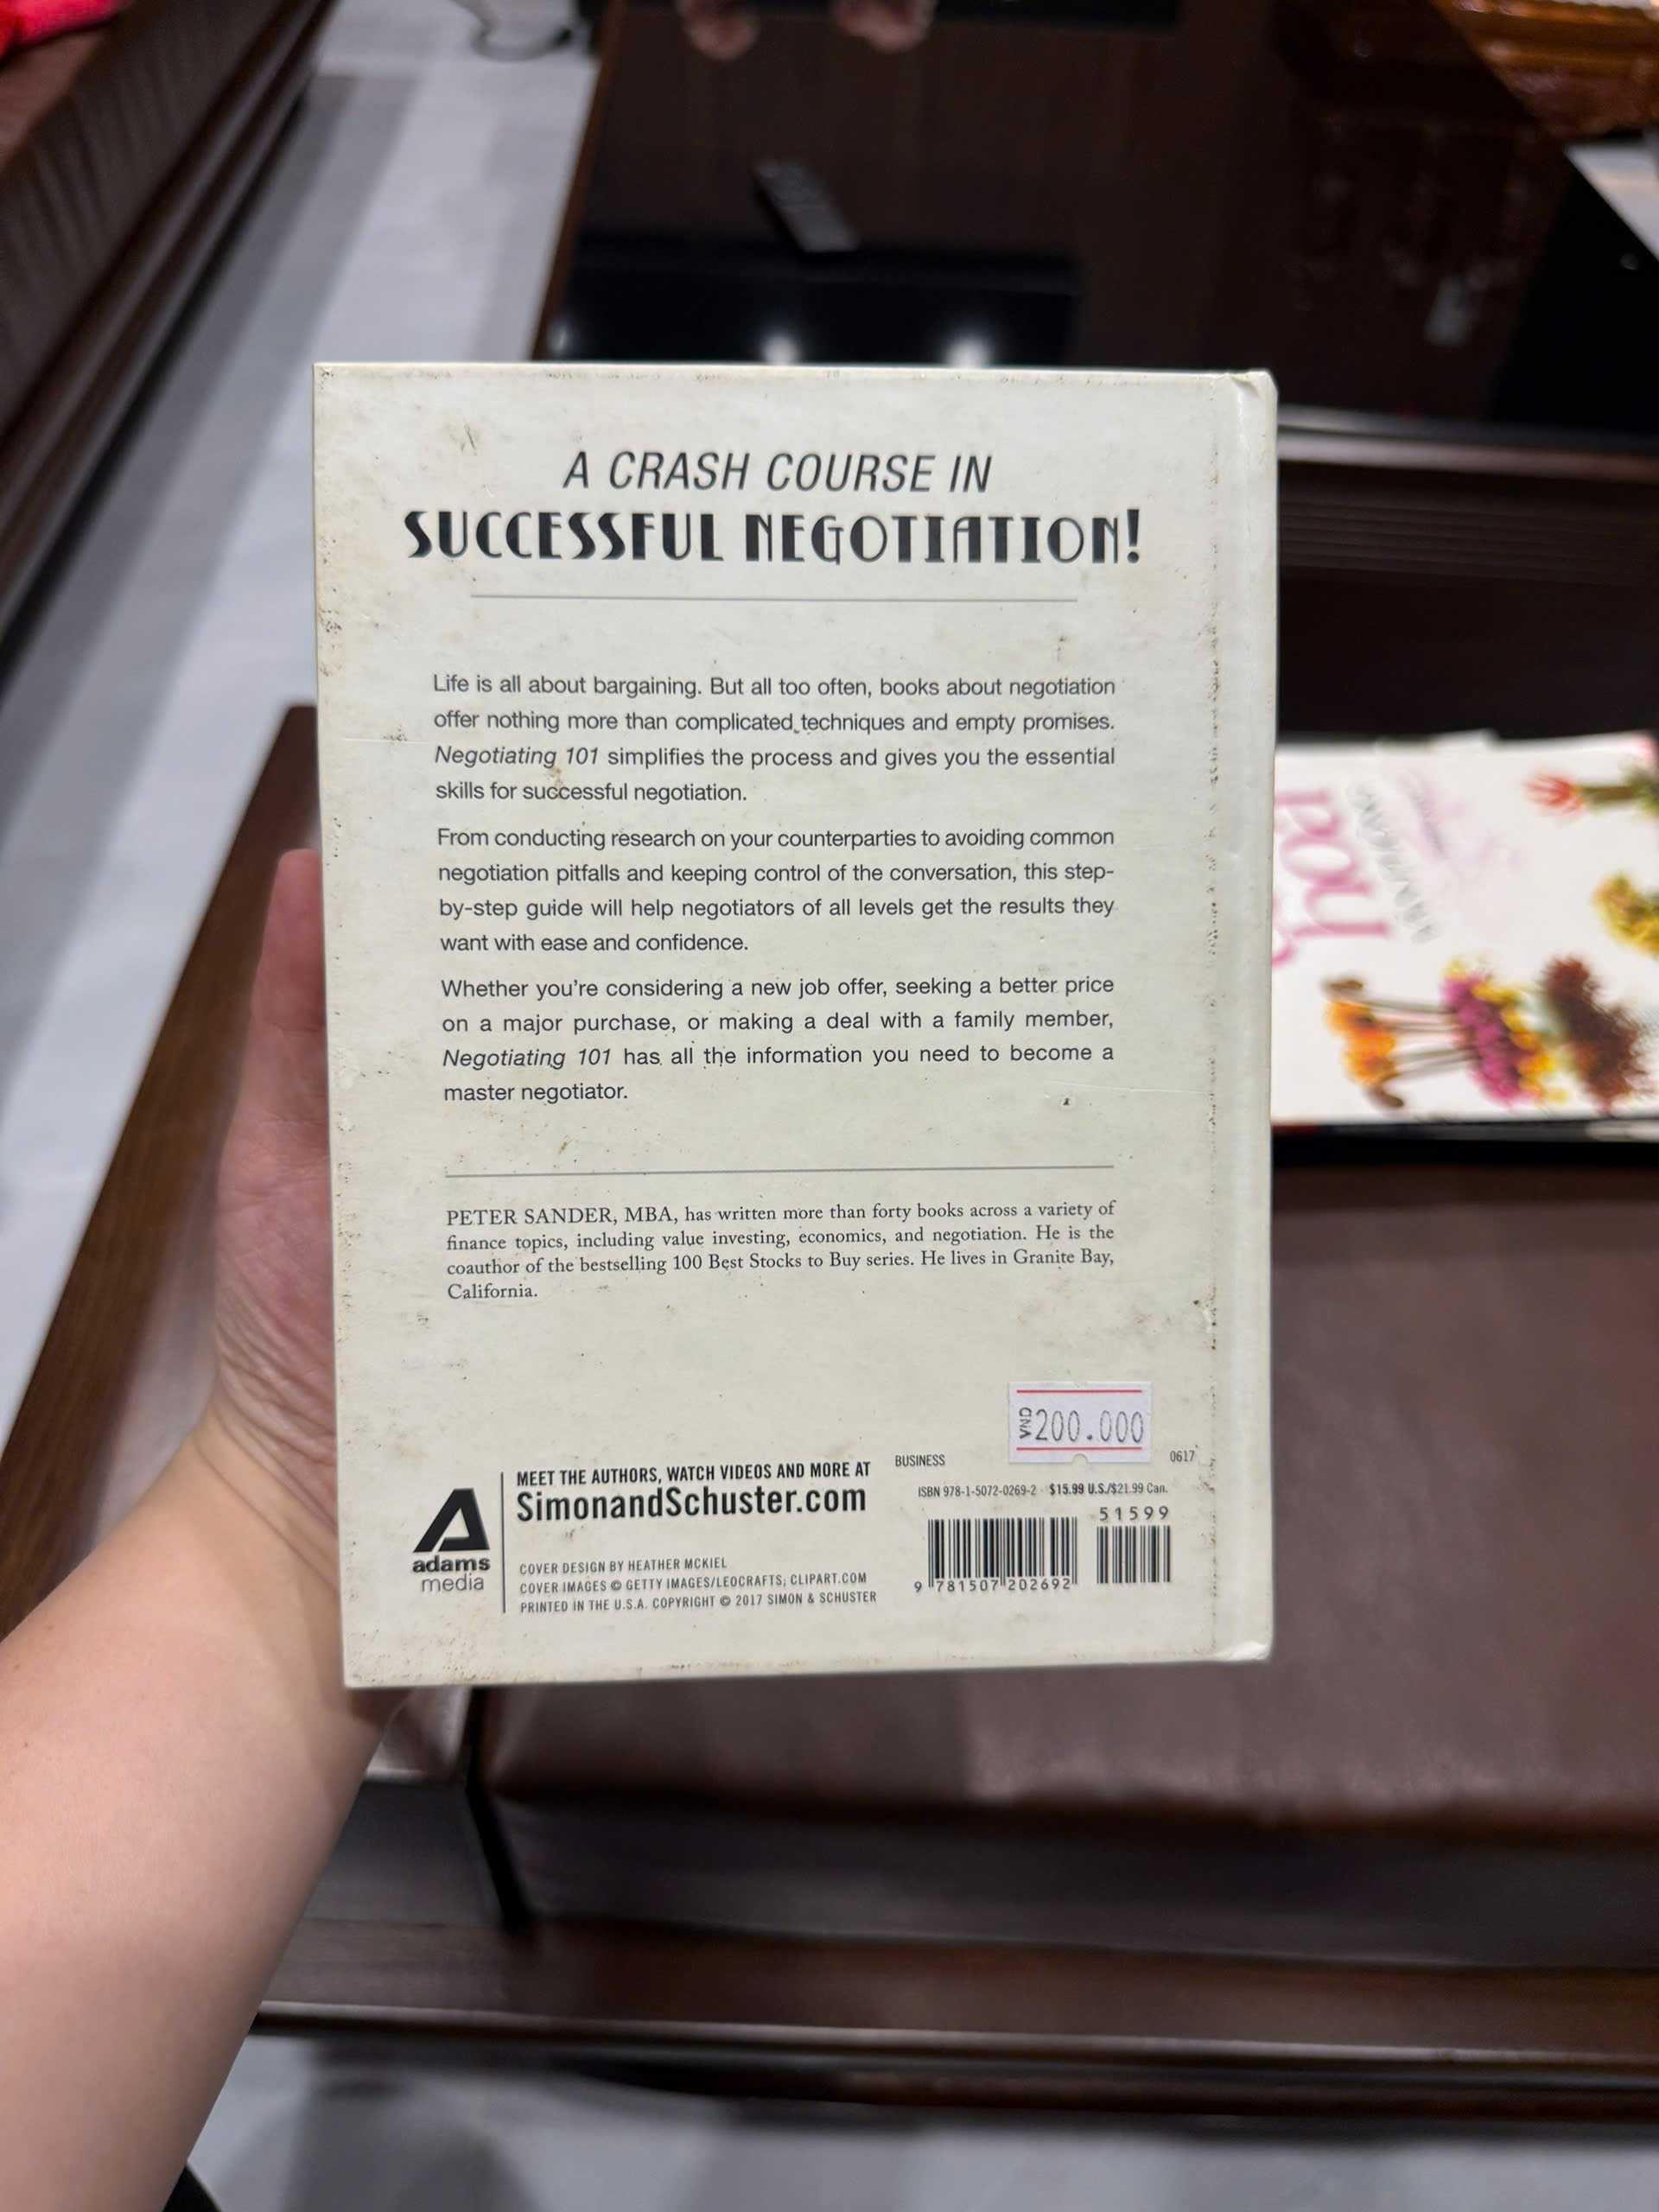 A CRASH COURSE IN
SUCCESSFUL NEGOTIATION!
Life is all about bargaining. But all too often, books about negotiation
offer nothing more than complicated techniques and empty promises.
Negotiating 101 simplifies the process and gives you the essential
skills for successful negotiation.
From conducting research on your counterparties to avoiding common
negotiation pitfalls and keeping control of the conversation, this step-
by-step guide will help negotiators of all levels get the results they
want with ease and confidence.
Whether you're considering a new job offer, seeking a better price
on a major purchase, or making a deal with a family member,
Negotiating 101 has all the information you need to become a
master negotiator.
PETER SANDER, MBA, has written more than forty books across a variety of
finance topics, including value investing, economics, and negotiation. He is the
coauthor of the bestselling 100 Best Stocks to Buy series. He lives in Granite Bay,
California.
VND 200.000
adams
media
MEET THE AUTHORS, WATCH VIDEOS AND MORE AT
SimonandSchuster.com
COVER DESIGN BY HEATHER MCKIEL
COVER IMAGES © GETTY IMAGES/LEOCRAFTS; CLIPART.COM
PRINTED IN THE U.S.A. COPYRIGHT © 2017 SIMON & SCHUSTER
BUSINESS
0617
ISBN 978-1-5072-0269-2 $15.99 U.S./$21.99 Can.
51599
9 781507 202692
hoa